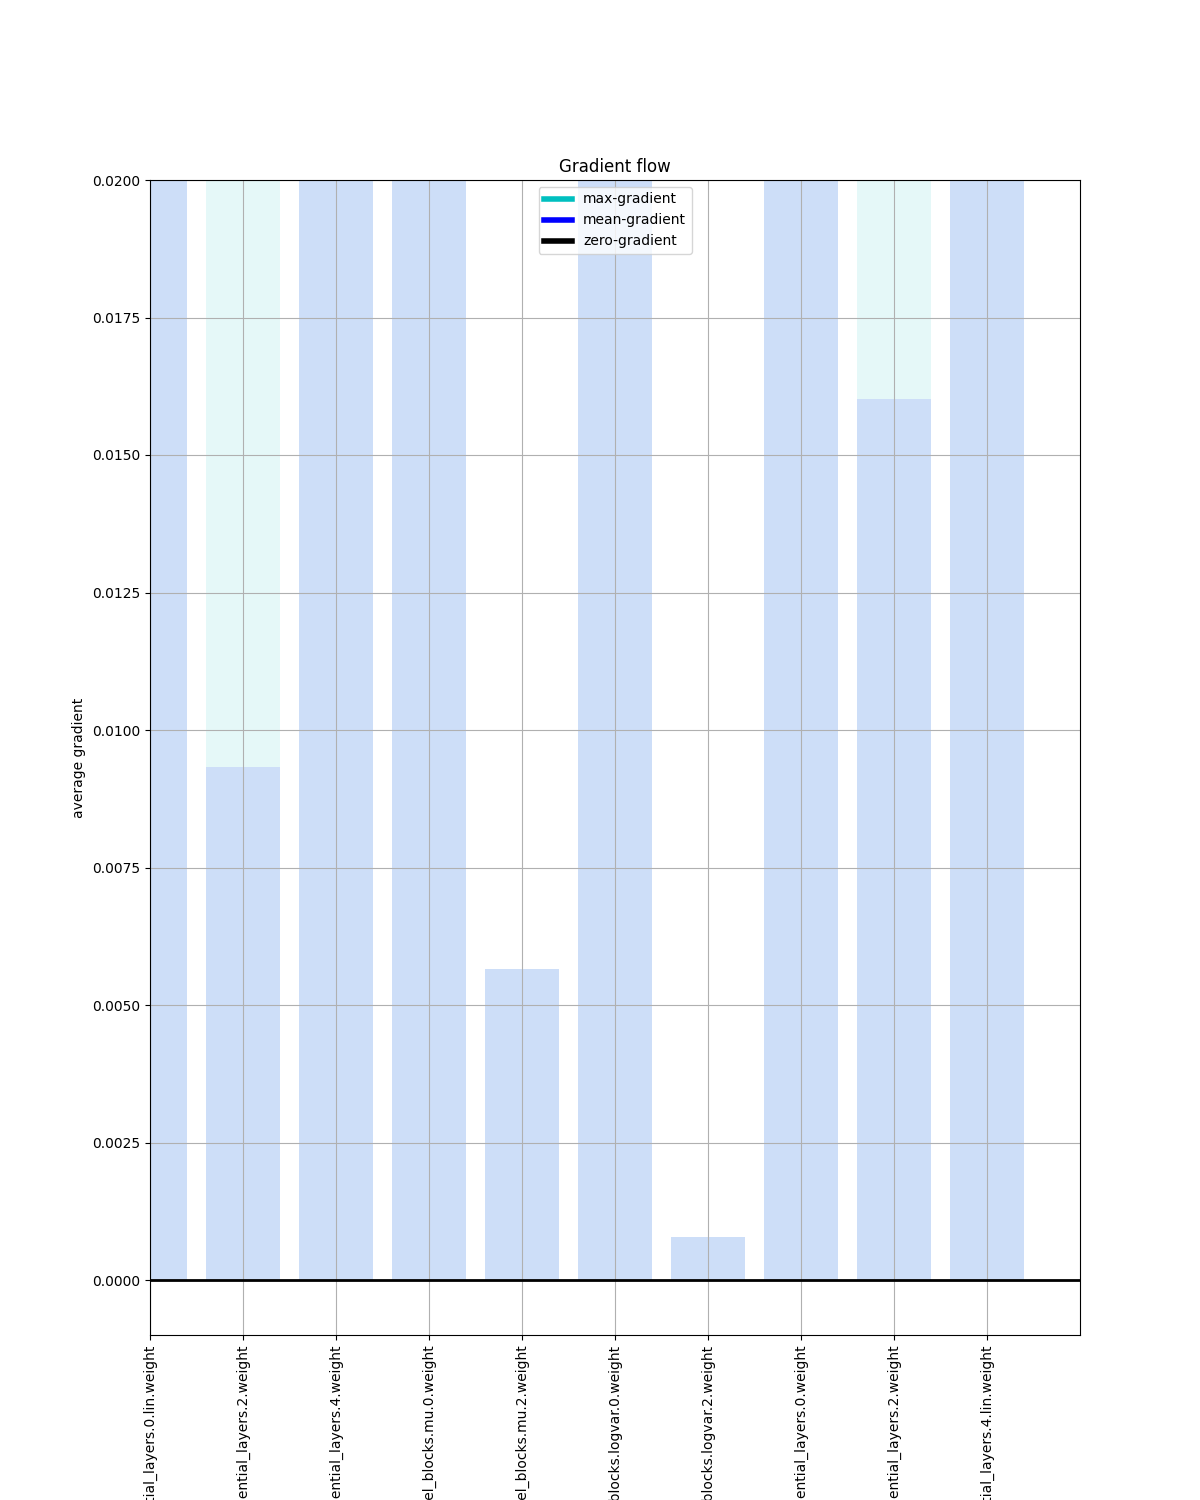 Gradient flow
max-gradient
mean-gradient
zero-gradient
0.0200
0.0175
0.0150
0.0125
0.0100
0.0075
0.0050
0.0025
0.0000
average gradient
tial_layers.0.lin.weight
ential_layers.2.weight
ential_layers.4.weight
el_blocks.mu.0.weight
el_blocks.mu.2.weight
blocks.logvar.0.weight
blocks.logvar.2.weight
ential_layers.0.weight
ential_layers.2.weight
tial_layers.4.lin.weight